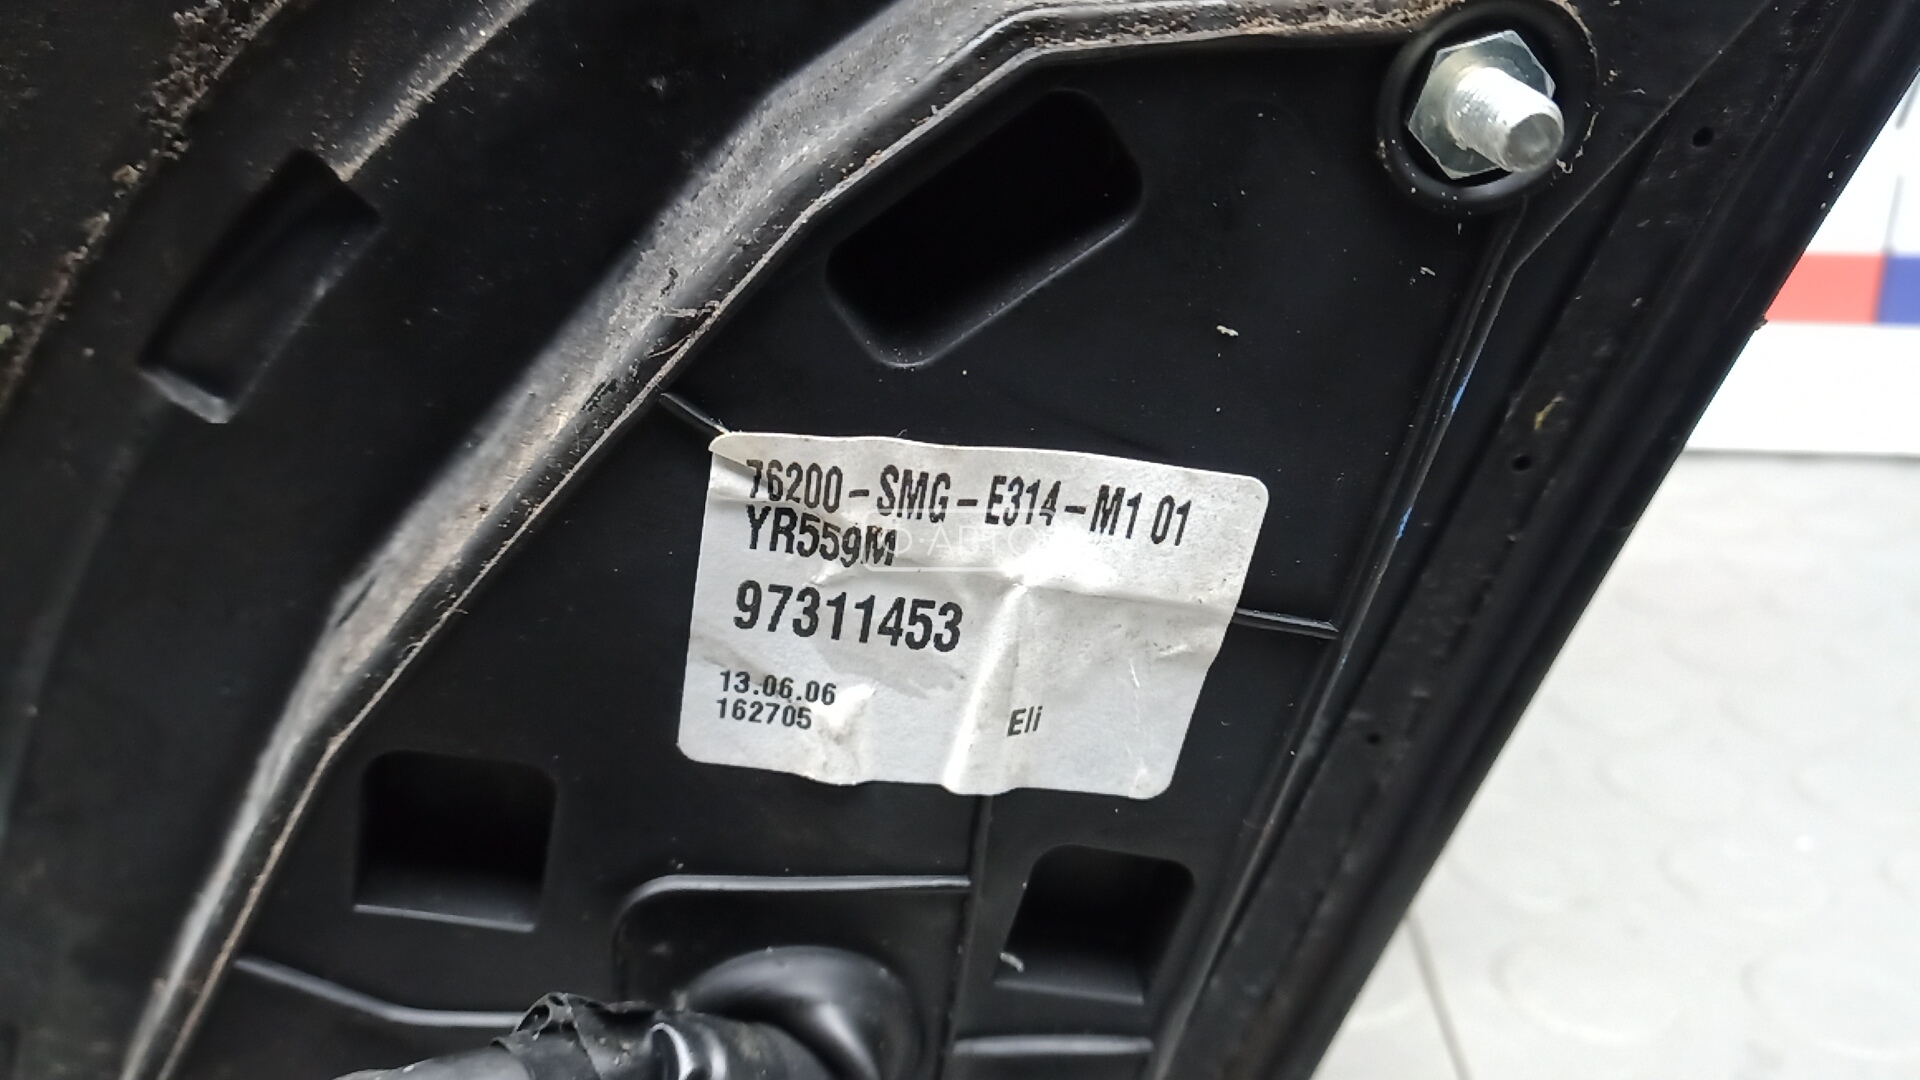 76200-SMG-E314-M1 01
YR559M
97311453
13.06.06
162705
Eli